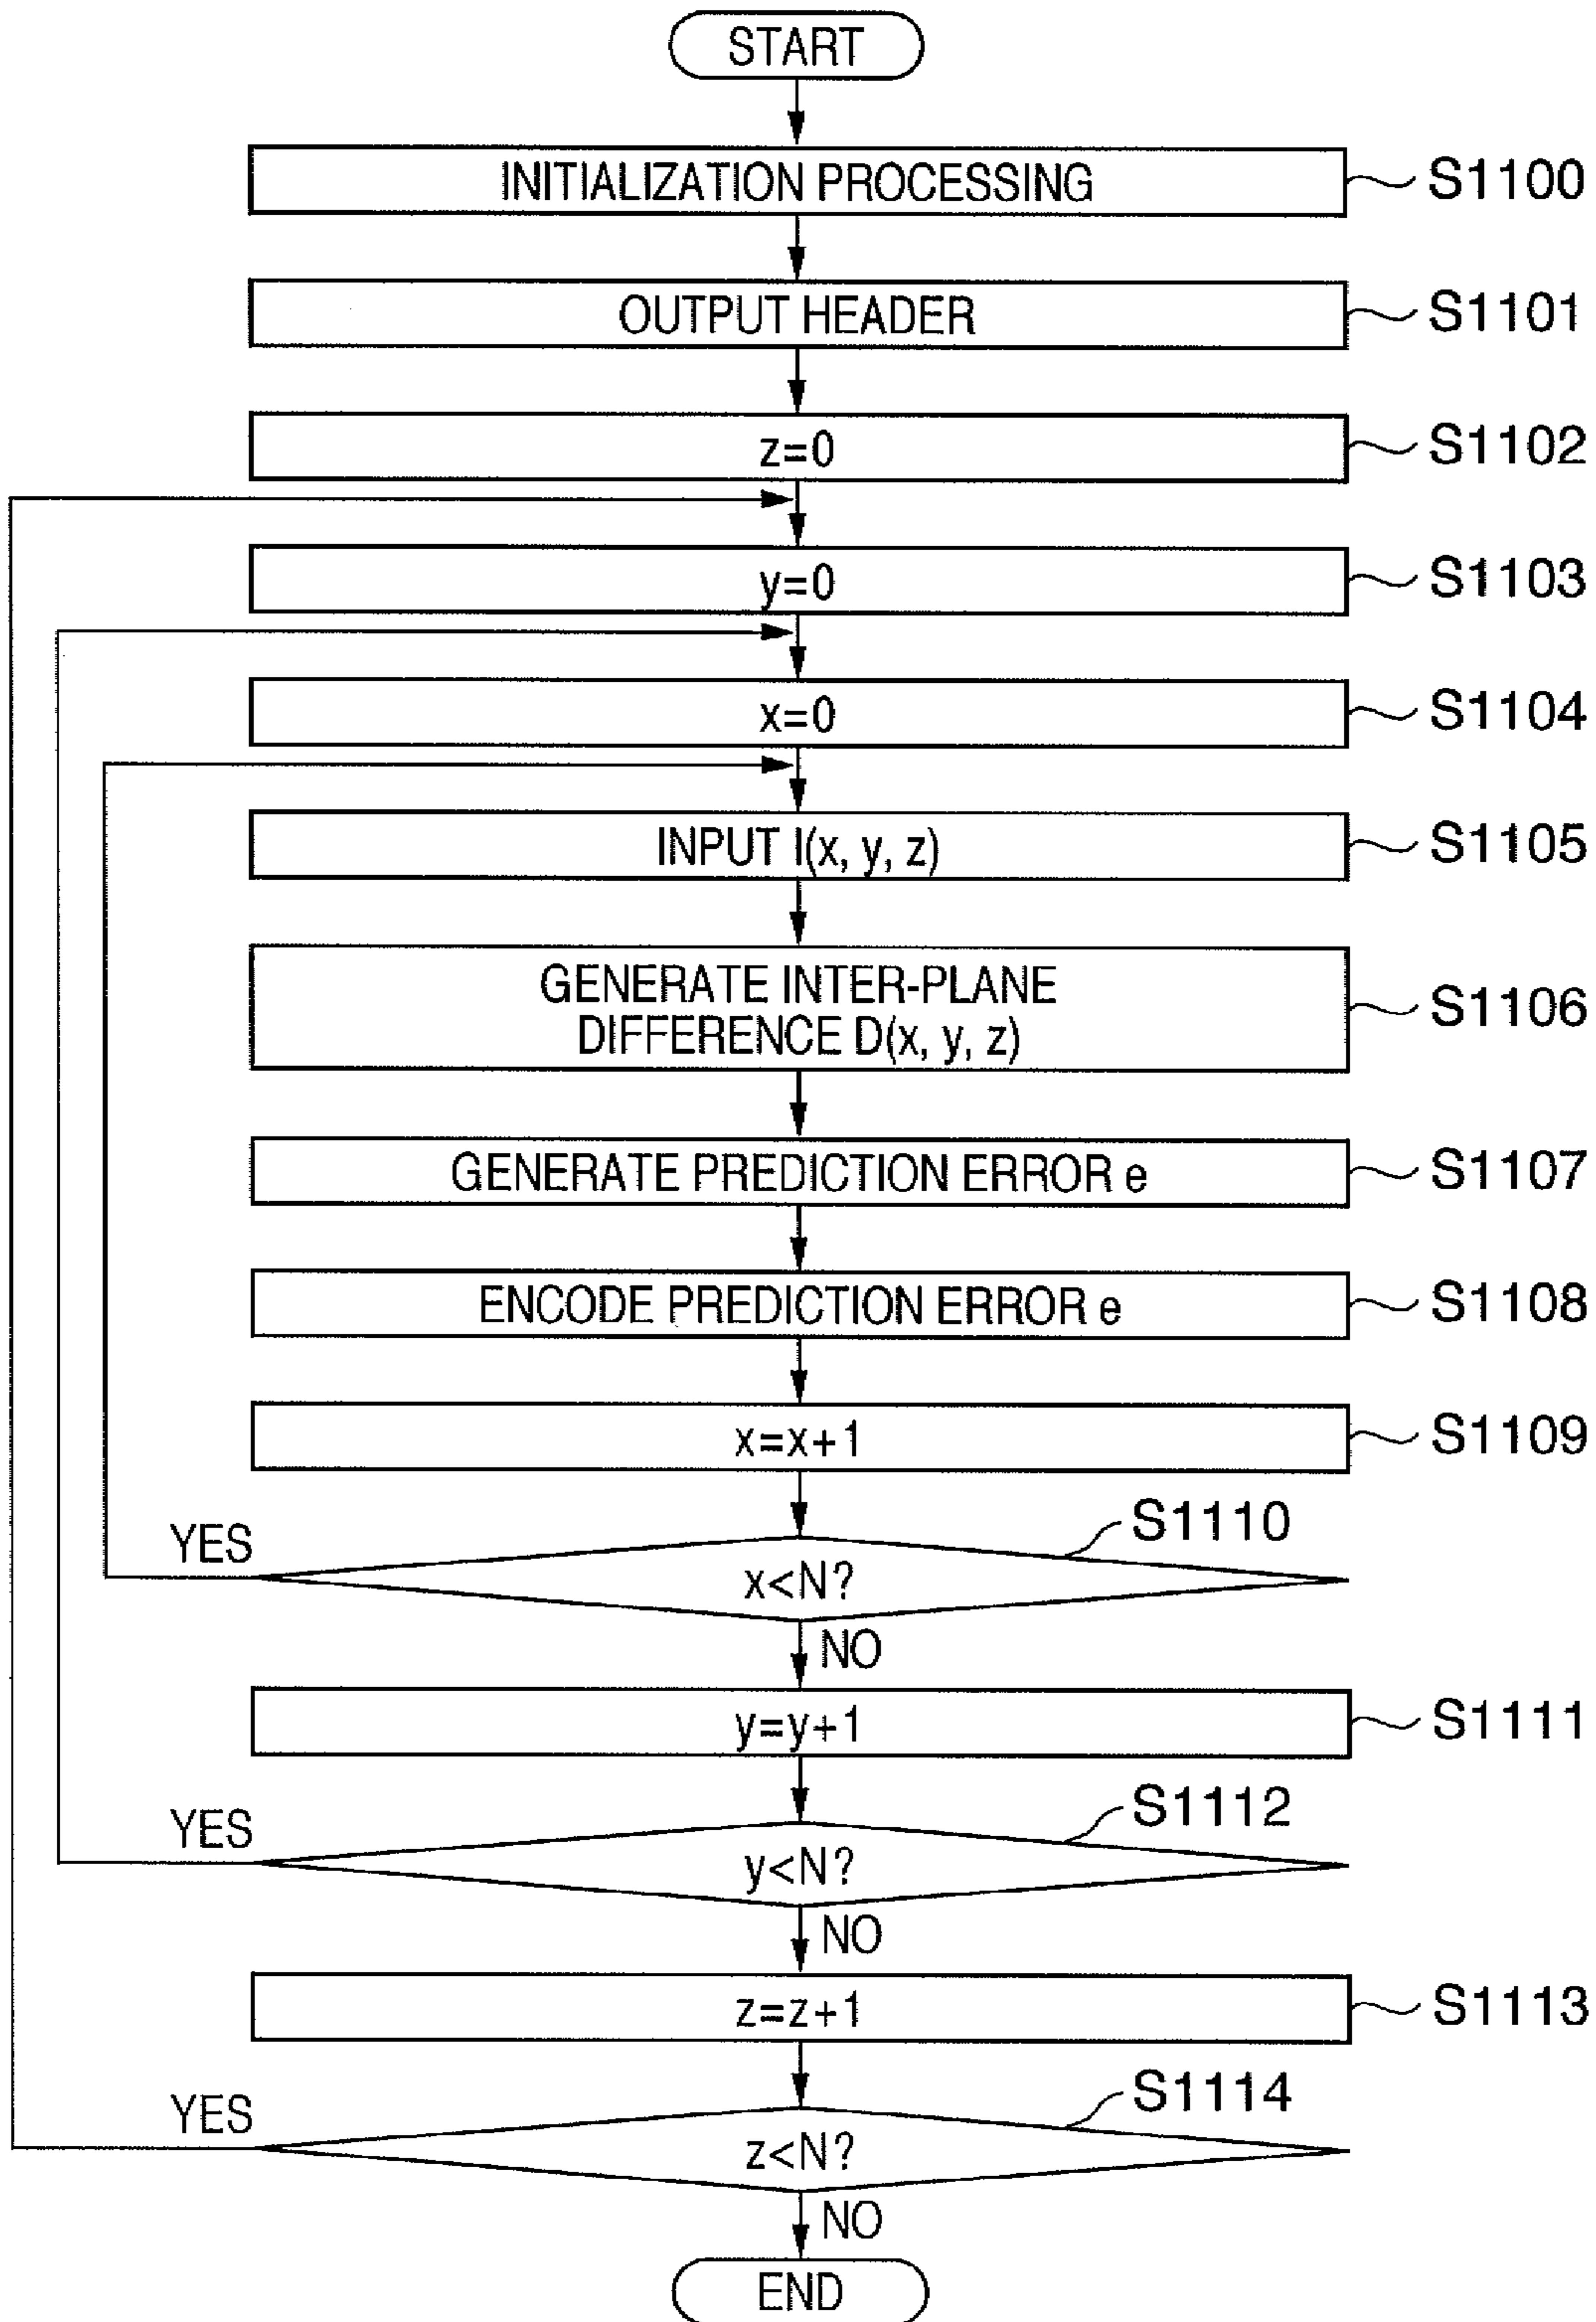 START
INITIALIZATION PROCESSING
S1100
OUTPUT HEADER
S1101
z=0
S1102
y=0
S1103
x=0
S1104
INPUT I(x, y, z)
S1105
GENERATE INTER-PLANE
DIFFERENCE D(x, y, z)
S1106
GENERATE PREDICTION ERROR e
S1107
ENCODE PREDICTION ERROR e
S1108
x=x+1
S1109
S1110
YES
x<N?
NO
y=y+1
S1111
S1112
YES
y<N?
NO
z=z+1
S1113
S1114
YES
z<N?
NO
END